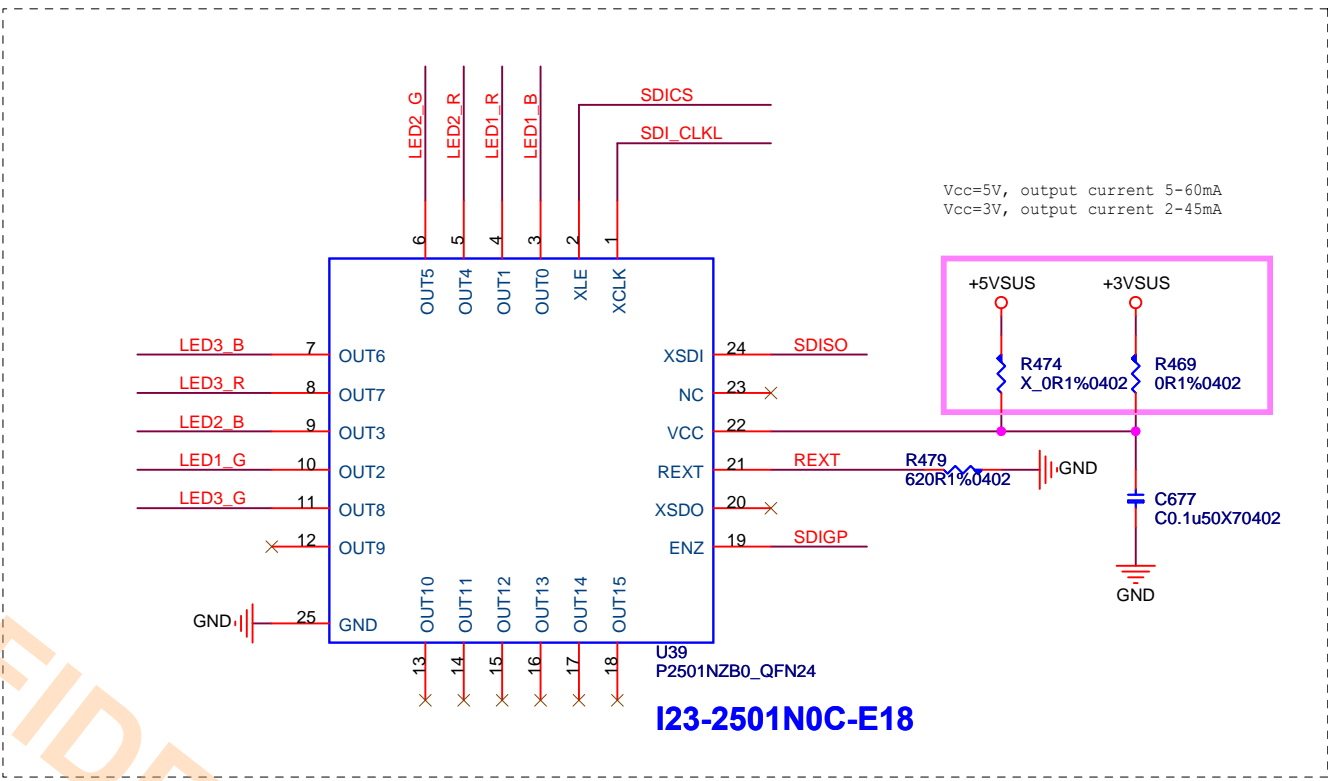 SDICS
SDI_CLKL
LED2_G
LED2_R
LED1_R
LED1_B
Vcc=5V, output current 5-60mA
Vcc=3V, output current 2-45mA
6
5
4
3
2
1
OUT5
OUT4
OUT1
OUT0
XLE
XCLK
+5VSUS
+3VSUS
LED3_B 7 OUT6
XSDI 24 SDISO
R474
X_0R1%0402
R469
0R1%0402
LED3_R 8 OUT7
NC 23
LED2_B 9 OUT3
VCC 22
LED1_G 10 OUT2
REXT 21 REXT
R479
620R1%0402
GND
LED3_G 11 OUT8
XSDO 20
C677
C0.1u50X70402
12 OUT9
ENZ 19 SDIGP
GND
OUT10
OUT11
OUT12
OUT13
OUT14
OUT15
GND 25 GND
13
14
15
16
17
18
U39
P2501NZB0_QFN24
I23-2501N0C-E18
FIDE